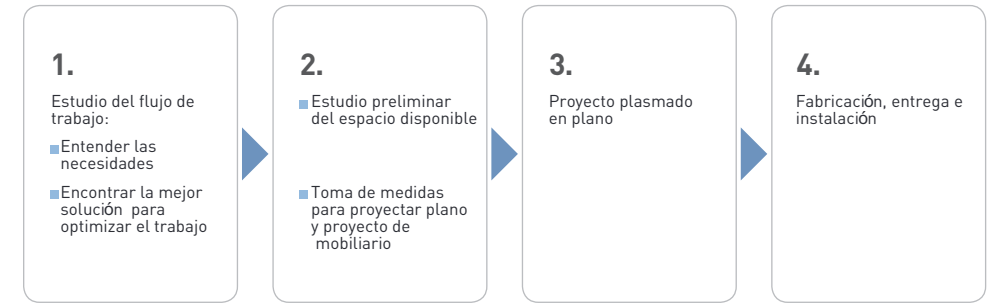 1.
Estudio del flujo de
trabajo:
Entender las
necesidades
Encontrar la mejor
solución para
optimizar el trabajo
2.
Estudio preliminar
del espacio disponible
Toma de medidas
para proyectar plano
y proyecto de
mobiliario
3.
Proyecto plasmado
en plano
4.
Fabricación, entrega e
instalación